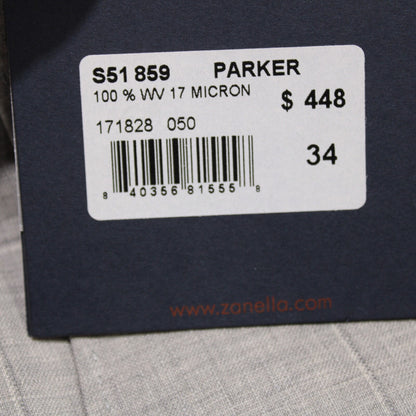 S51 859 PARKER
100 % WV 17 MICRON
$ 448
171828 050
34
8 40356 81555 8
www.zanella.com